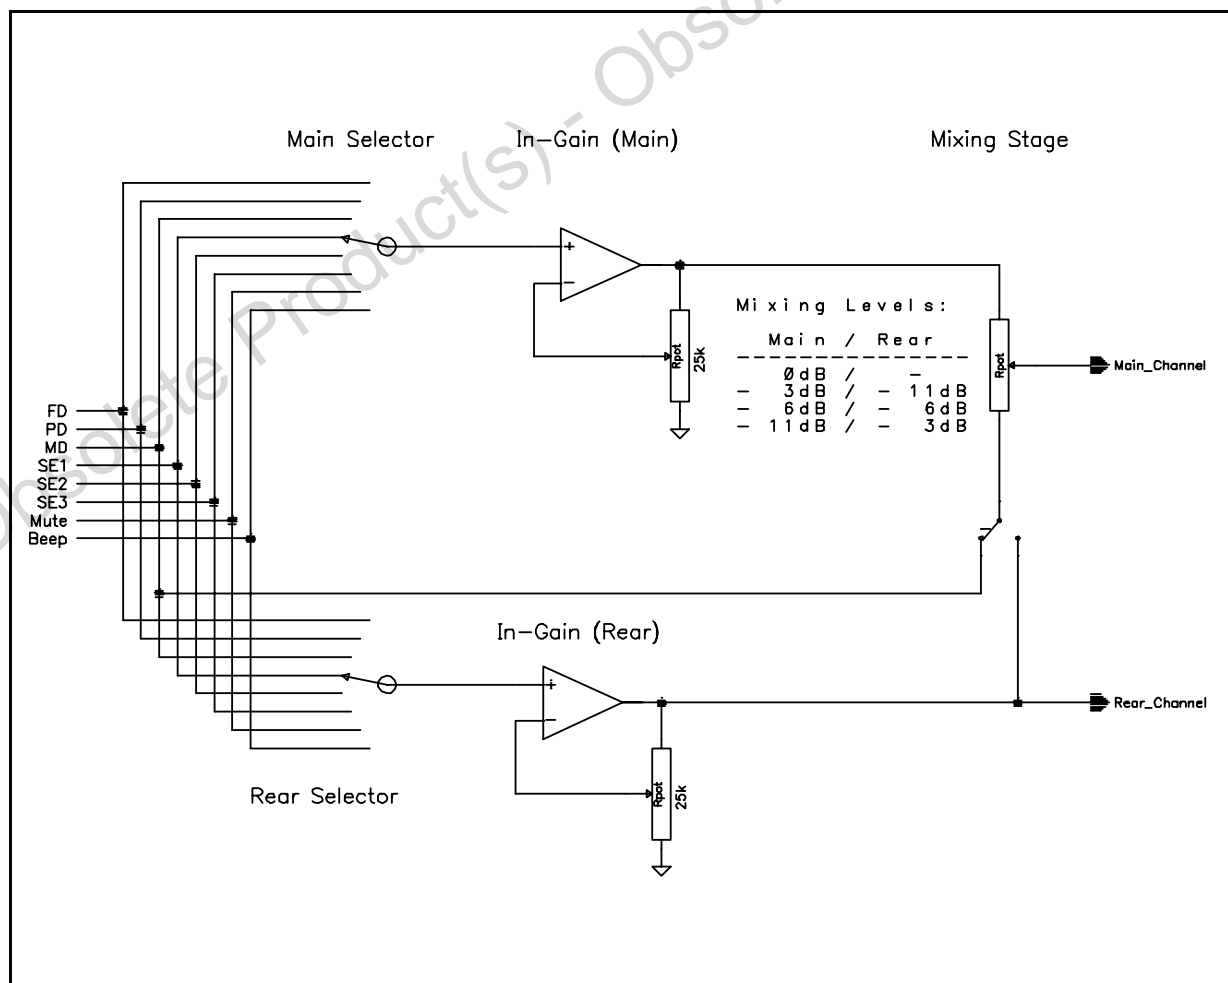 Obsolete Product(s) - Obsol
Main Selector
In-Gain (Main)
Mixing Stage
+
-
Rpot
25k
Mixing Levels:
Main / Rear
0dB / -
- 3dB / - 11dB
- 6dB / - 6dB
- 11dB / - 3dB
Rpot
Main_Channel
FD
PD
MD
SE1
SE2
SE3
Mute
Beep
In-Gain (Rear)
+
-
Rpot
25k
Rear_Channel
Rear Selector